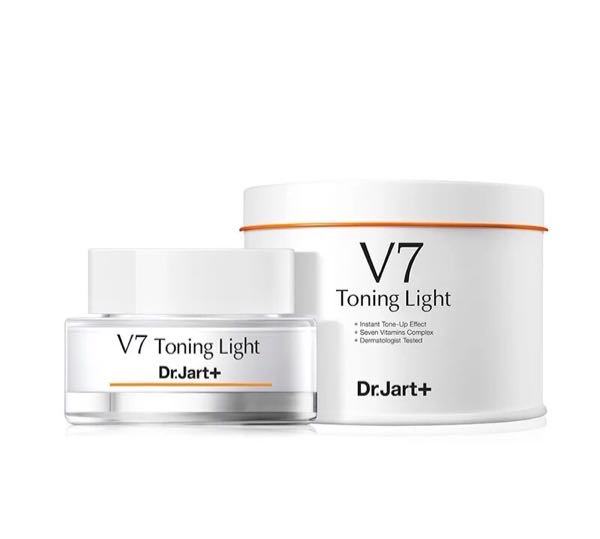 V7 Toning Light
Dr.Jart+
V7
Toning Light
+ Instant Tone-Up Effect
+ Seven Vitamins Complex
+ Dermatologist Tested
Dr.Jart+